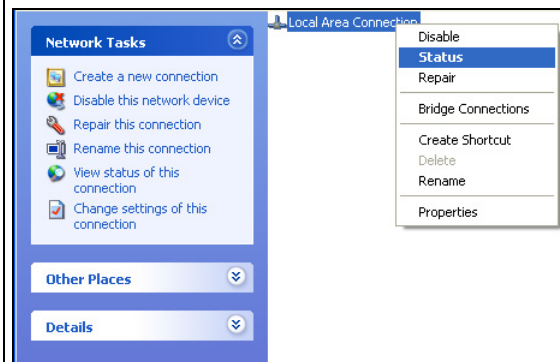 Network Tasks
Create a new connection
Disable this network device
Repair this connection
Rename this connection
View status of this
connection
Change settings of this
connection
Other Places
Details
Local Area Connection
Disable
Status
Repair
Bridge Connections
Create Shortcut
Delete
Rename
Properties